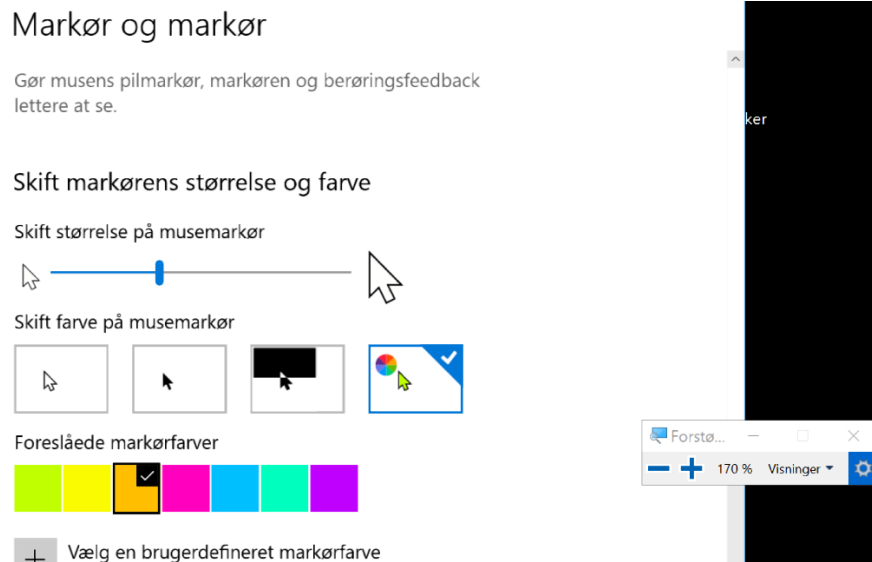 Markør og markør
Gør musens pilmarkør, markøren og berøringsfeedback
lettere at se.
ker
Skift markørens størrelse og farve
Skift størrelse på musemarkør
Skift farve på musemarkør
Foreslåede markørfarver
Forstø...
170 % Visninger
Vælg en brugerdefineret markørfarve